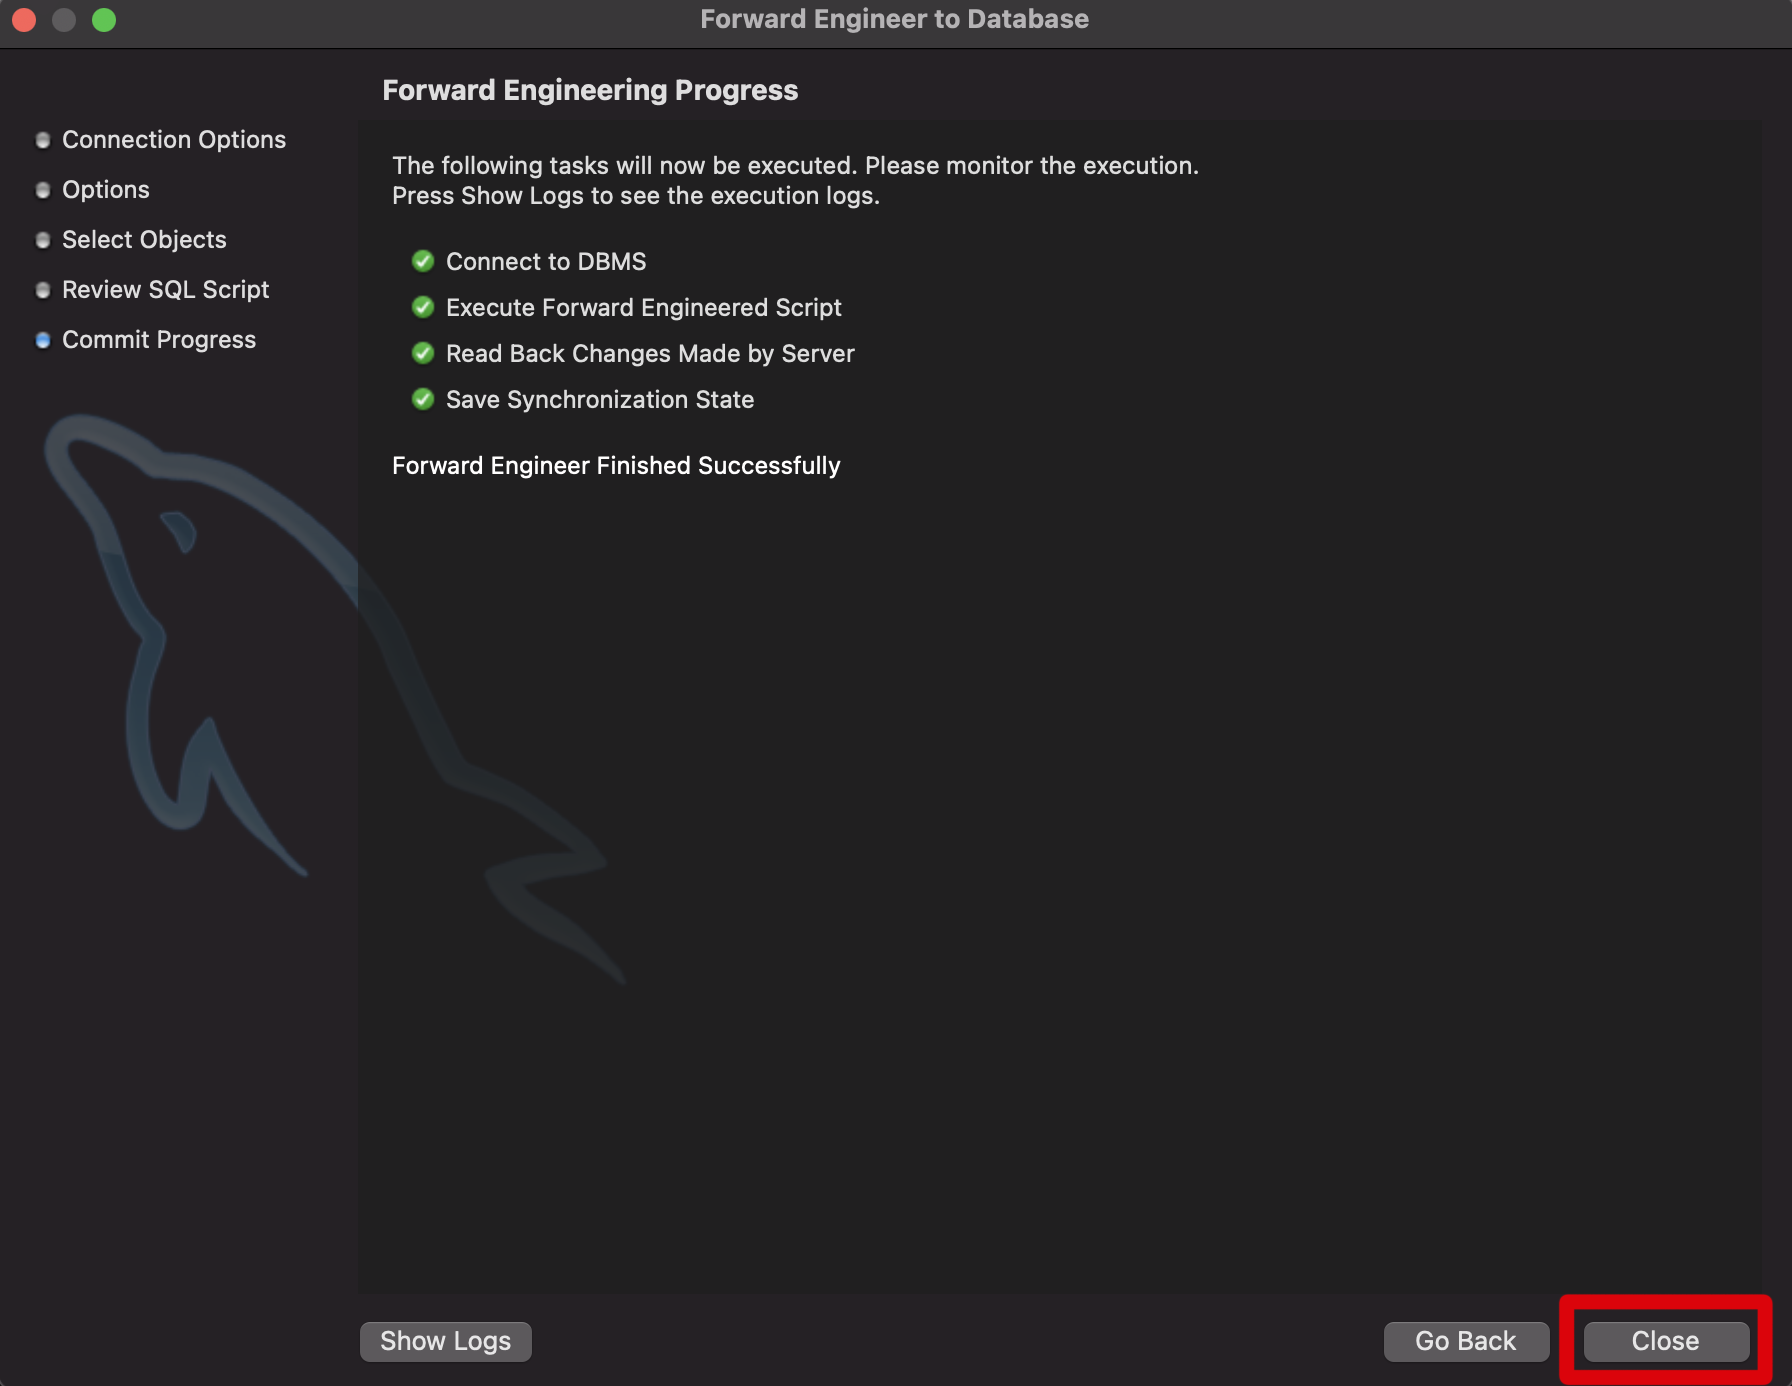 Forward Engineer to Database
Forward Engineering Progress
Connection Options
Options
Select Objects
Review SQL Script
Commit Progress
The following tasks will now be executed. Please monitor the execution.
Press Show Logs to see the execution logs.
Connect to DBMS
Execute Forward Engineered Script
Read Back Changes Made by Server
Save Synchronization State
Forward Engineer Finished Successfully
Show Logs
Go Back
Close